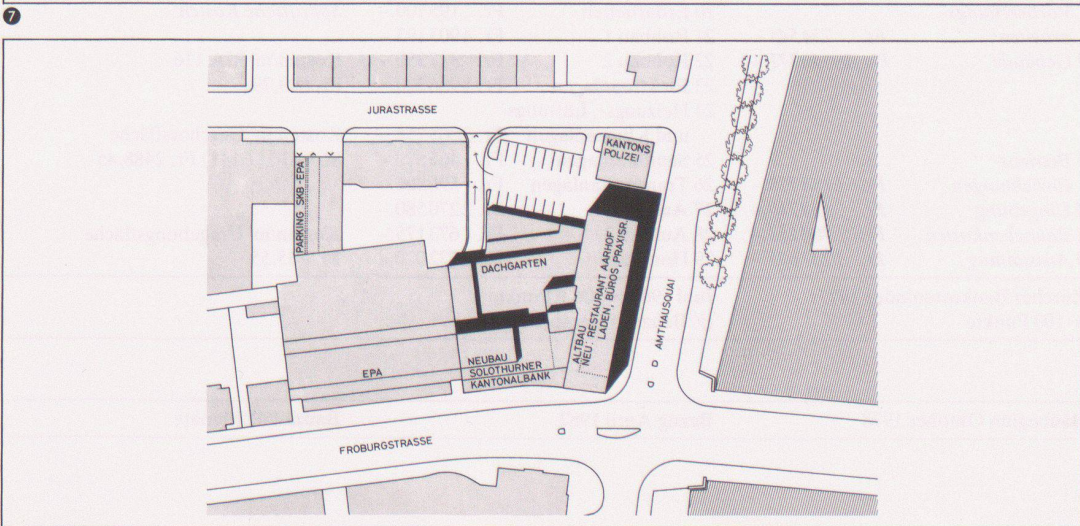 7
JURASTRASSE
KANTONS
POLIZEI
PARKING SKB-EPA
DACHGARTEN
ALTBAU
NEU: RESTAURANT AARHOF
LADEN, BÜROS, PRAXISR.
AMTHAUSQUAI
NEUBAU
SOLOTHURNER
KANTONALBANK
EPA
FROBURGSTRASSE